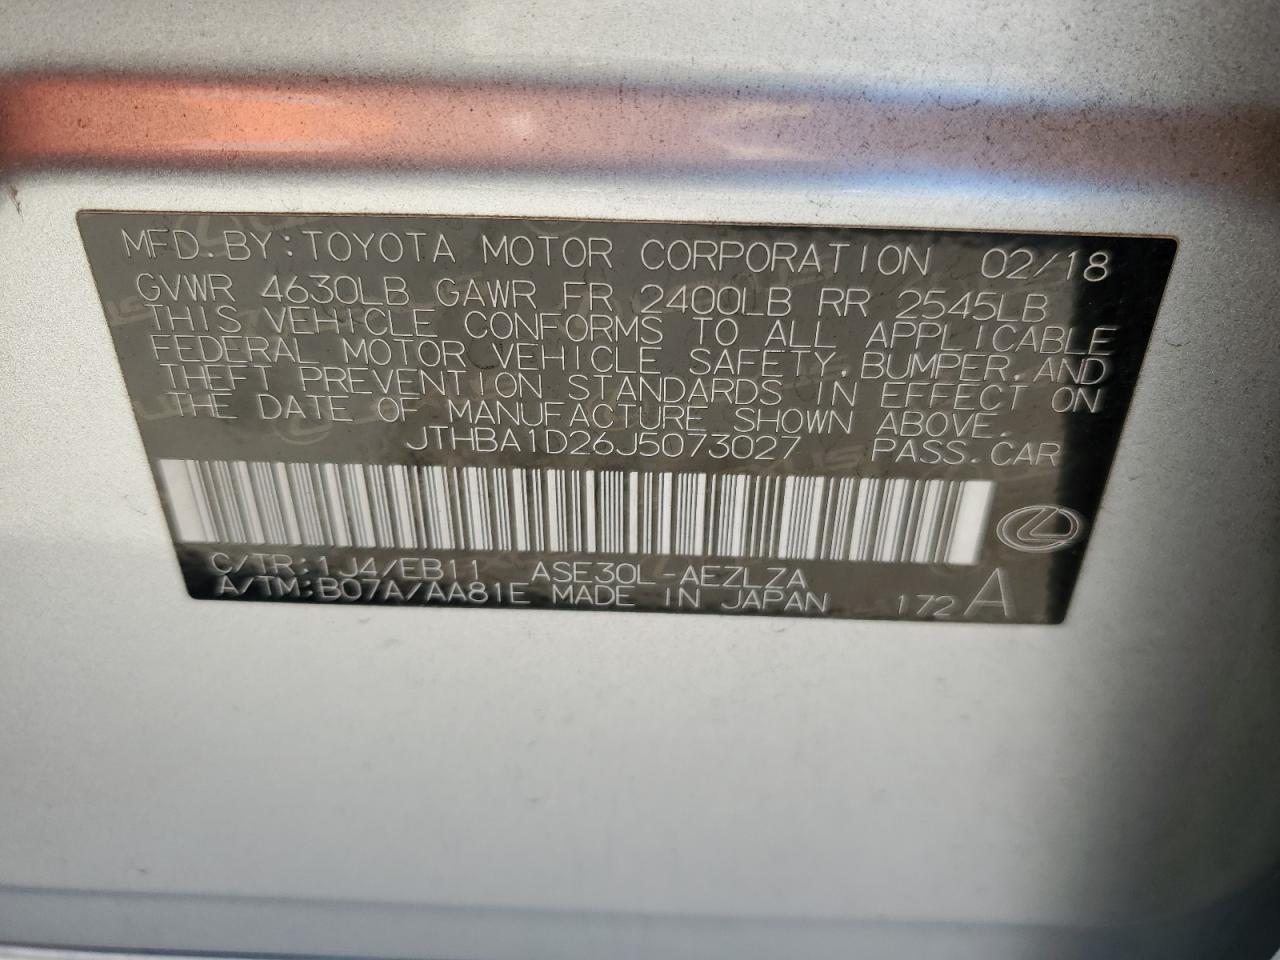 MFD.BY:TOYOTA MOTOR CORPORATION 02/18
GVWR 4630LB GAWR FR 2400LB RR 2545LB
THIS VEHICLE CONFORMS TO ALL APPLICABLE
FEDERAL MOTOR VEHICLE SAFETY,BUMPER,AND
THEFT PREVENTION STANDARDS IN EFFECT ON
THE DATE OF MANUFACTURE SHOWN ABOVE.
JTHBA1D26J5073027 PASS.CAR
C/TR:1J4/EB11 ASE30L-AEZLZA
A/TM:B07A/AA81E MADE IN JAPAN 172A